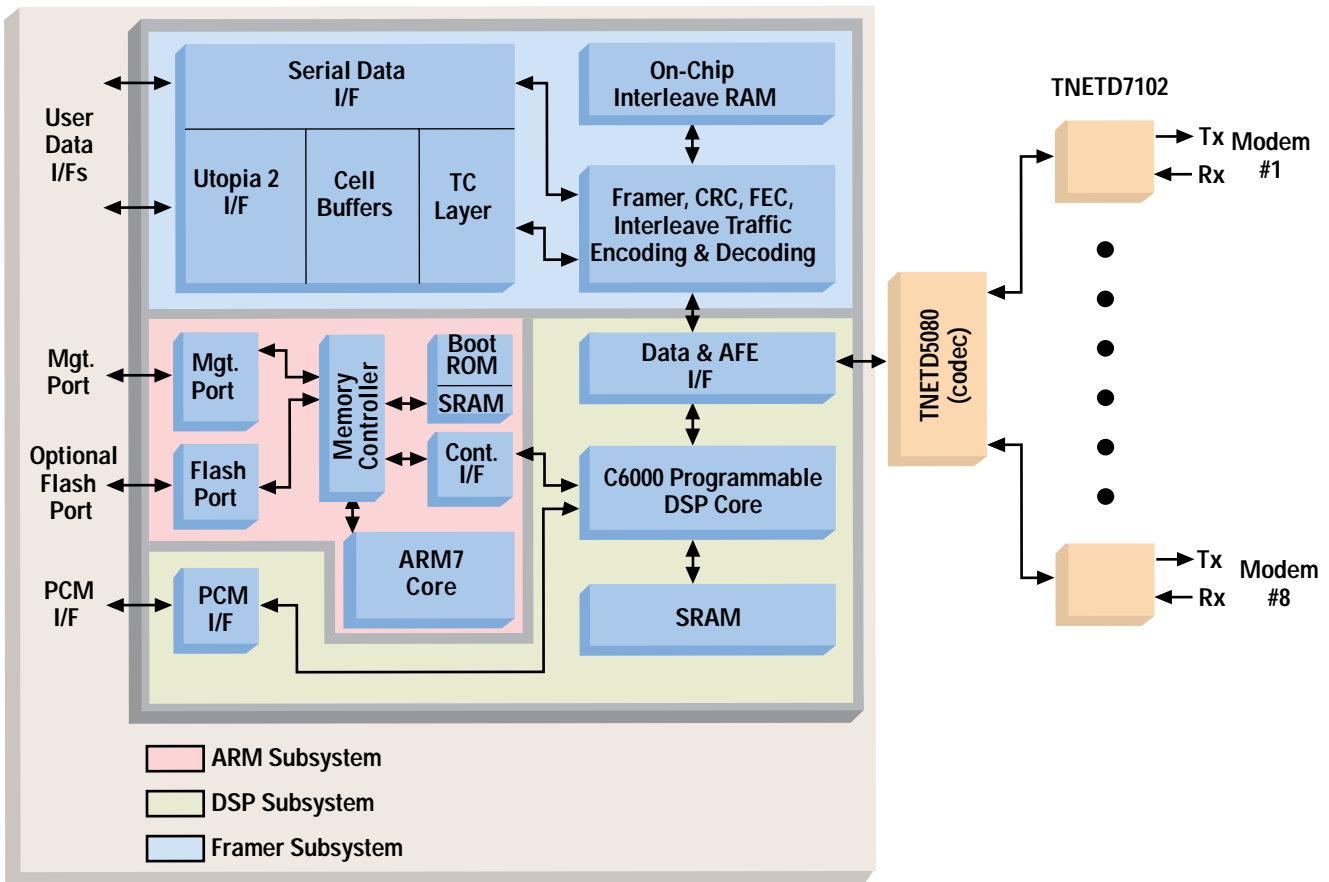 Serial Data
I/F
On-Chip
Interleave RAM
TNETD7102
User
Data
I/Fs
Utopia 2
I/F
Cell
Buffers
TC
Layer
Framer, CRC, FEC,
Interleave Traffic
Encoding & Decoding
Tx
Rx
Modem
#1
Mgt.
Port
Mgt.
Port
Memory
Controller
Boot
ROM
SRAM
Data & AFE
I/F
TNETD5080
(codec)
Optional
Flash
Port
Flash
Port
Cont.
I/F
C6000 Programmable
DSP Core
ARM7
Core
PCM
I/F
PCM
I/F
SRAM
Tx
Rx
Modem
#8
ARM Subsystem
DSP Subsystem
Framer Subsystem